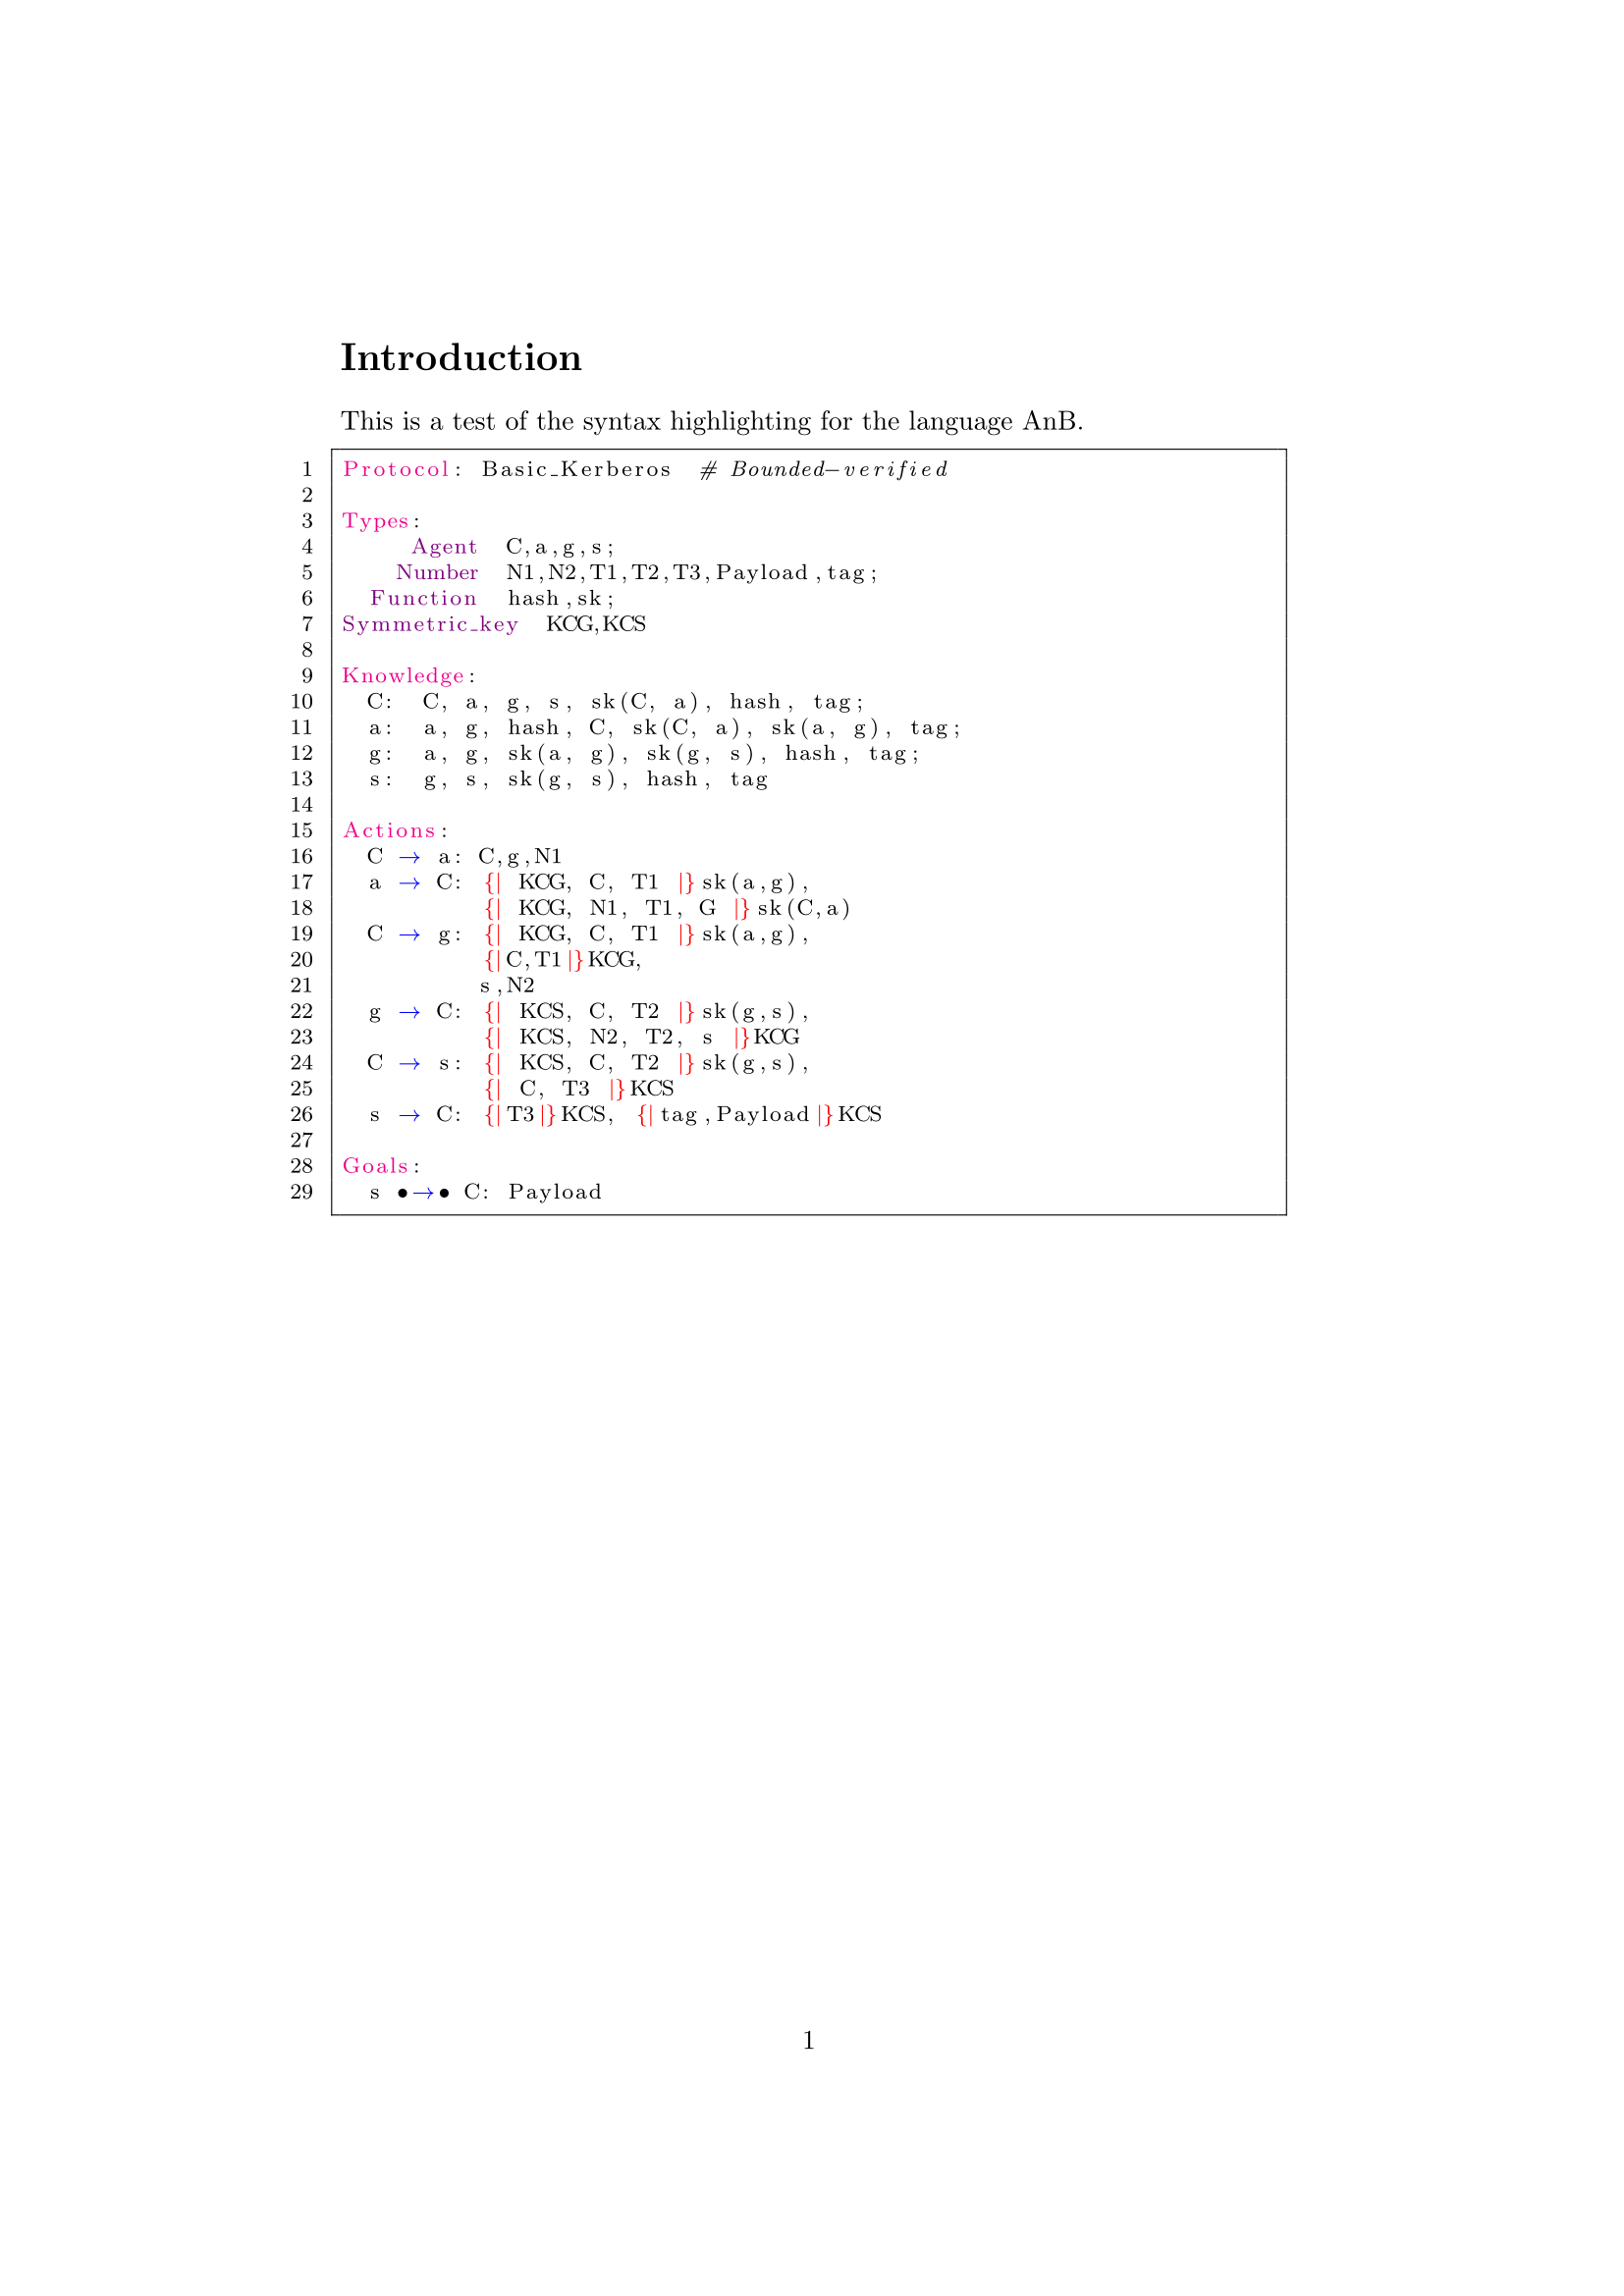 Introduction
This is a test of the syntax highlighting for the language AnB.
1 Protocol: Basic_Kerberos # Bounded−verified
2
3 Types:
4 Agent C,a,g,s;
5 Number N1,N2,T1,T2,T3,Payload,tag;
6 Function hash,sk;
7 Symmetric_key KCG,KCS
8
9 Knowledge:
10 C: C, a, g, s, sk(C, a), hash, tag;
11 a: a, g, hash, C, sk(C, a), sk(a, g), tag;
12 g: a, g, sk(a, g), sk(g, s), hash, tag;
13 s: g, s, sk(g, s), hash, tag
14
15 Actions:
16 C → a: C,g,N1
17 a → C: {| KCG, C, T1 |}sk(a,g),
18 {| KCG, N1, T1, G |}sk(C,a)
19 C → g: {| KCG, C, T1 |}sk(a,g),
20 {|C,T1|}KCG,
21 s,N2
22 g → C: {| KCS, C, T2 |}sk(g,s),
23 {| KCS, N2, T2, s |}KCG
24 C → s: {| KCS, C, T2 |}sk(g,s),
25 {| C, T3 |}KCS
26 s → C: {|T3|}KCS, {|tag,Payload|}KCS
27
28 Goals:
29 s •→• C: Payload
1